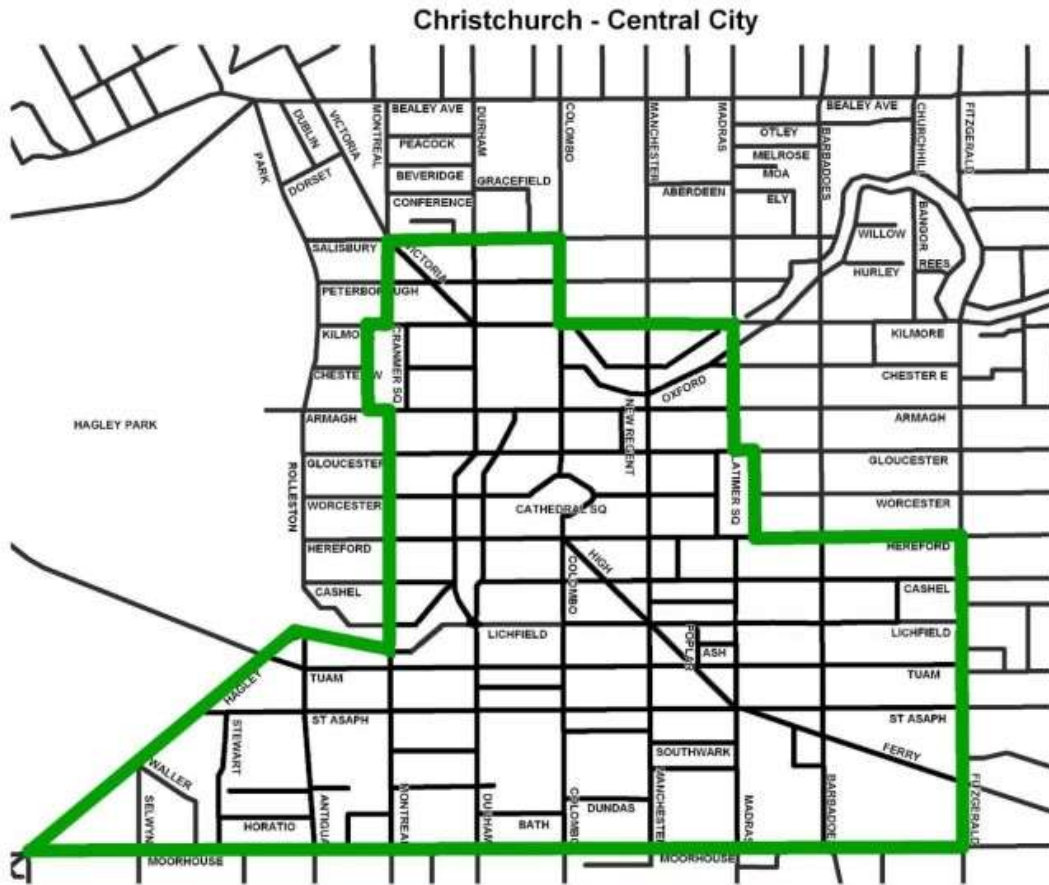 Christchurch - Central City
BEALEY AVE
BEALEY AVE
DUBLIN
VICTORIA
MONTREAL
DURHAM
COLOMBO
MANCHESTER
MADRAS
BARBADOES
CHURCHHILL
FITZGERALD
OTLEY
PEACOCK
MELROSE
PARK
DORSET
BEVERIDGE
GRACEFIELD
MOA
CONFERENCE
ABERDEEN
ELY
BANGOR
WILLOW
SALISBURY
VICTORIA
HURLEY
REES
PETERBOROUGH
CRANMER SQ
KILMORE
CHESTER E
OXFORD
HAGLEY PARK
ARMAGH
NEW REGENT
ARMAGH
ROLLESTON
GLOUCESTER
LATIMER SQ
GLOUCESTER
WORCESTER
CATHEDRAL SQ
WORCESTER
HEREFORD
HIGH
HEREFORD
CASHEL
COLOMBO
CASHEL
LICHFIELD
POPLAR
ASH
LICHFIELD
HAGLEY
TUAM
TUAM
ST ASAPH
ST ASAPH
STEWART
WALLER
SOUTHWARK
FERRY
SELWYN
HORATIO
ANTIGUA
MONTREAL
DURHAM
BATH
COLOMBO
DUNDAS
MANCHESTER
MADRAS
BARBADOES
FITZGERALD
MOORHOUSE
MOORHOUSE